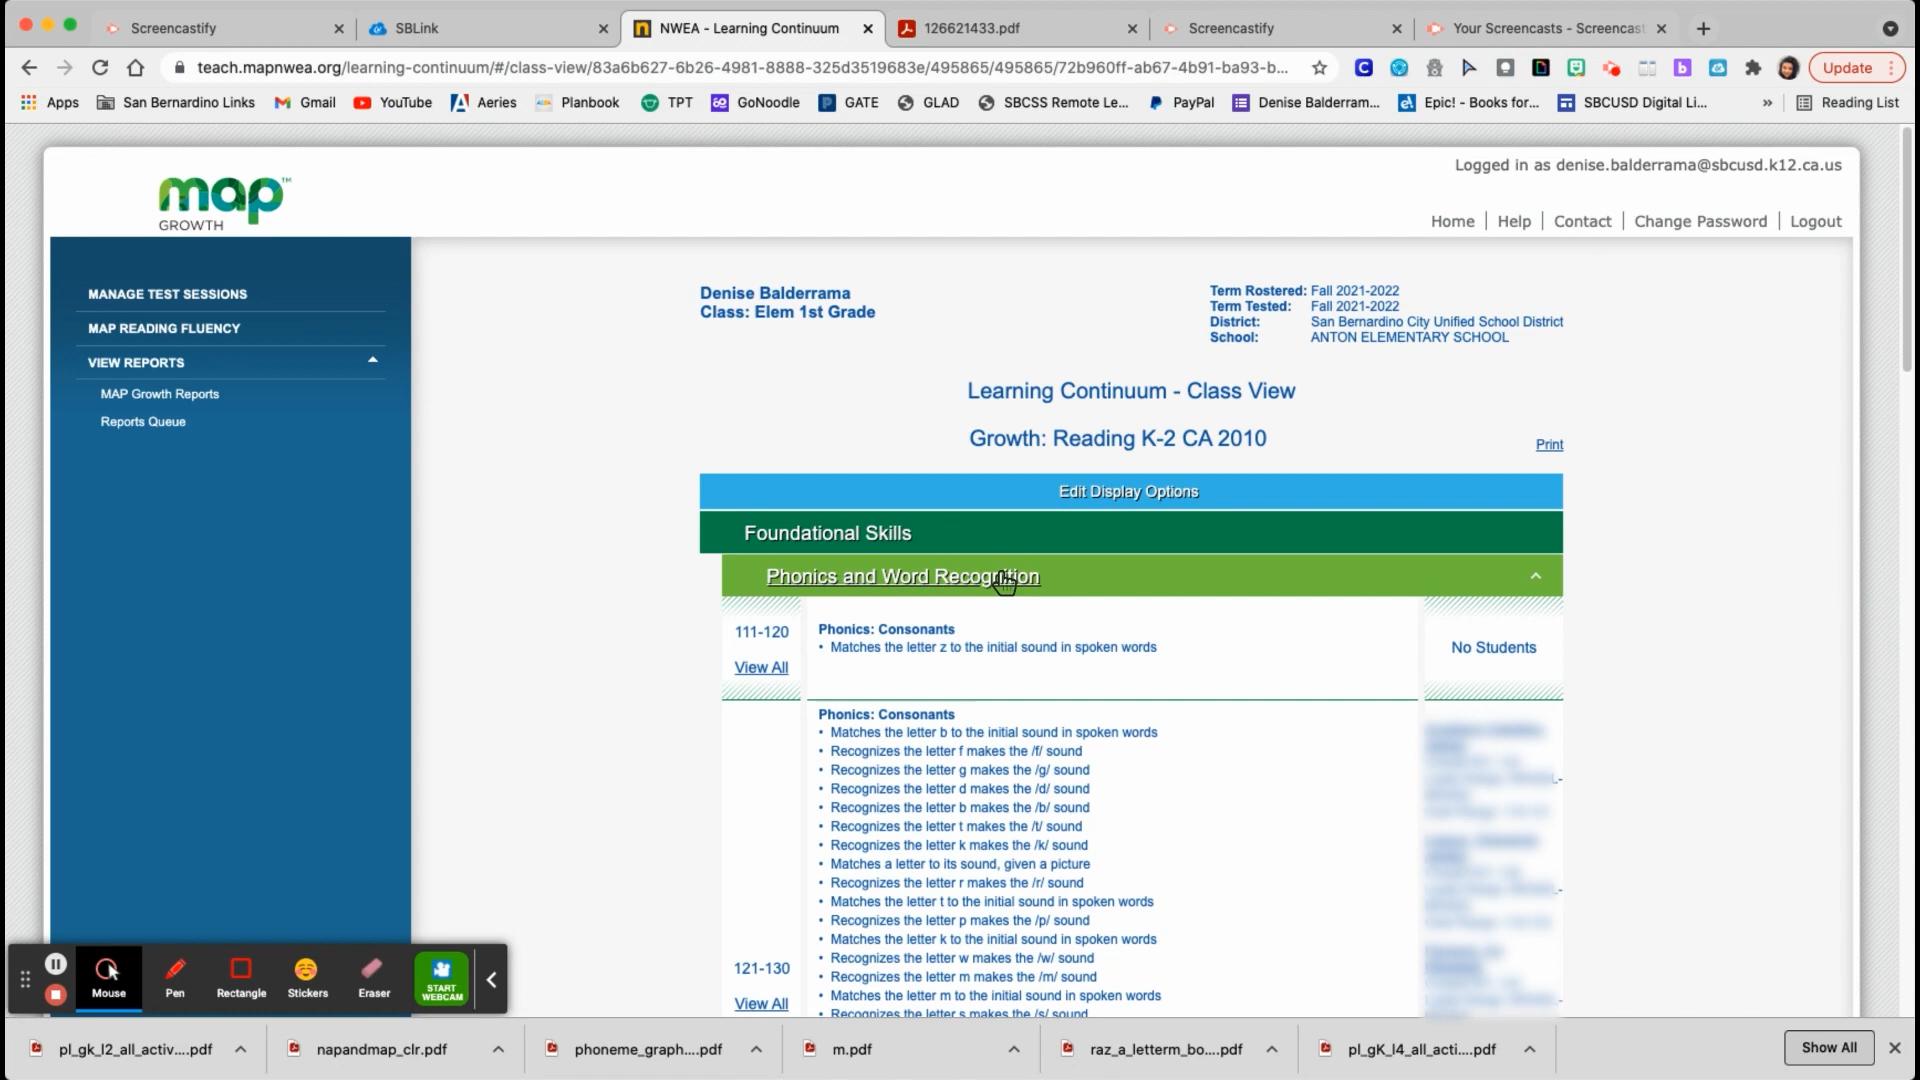 Screencastify
SBLink
NWEA - Learning Continuum
126621433.pdf
Screencastify
Your Screencasts - Screencast
teach.mapnwea.org/learning-continuum/#/class-view/83a6b627-6b26-4981-8888-325d3519683e/495865/495865/72b960ff-ab67-4b91-ba93-b...
Update
Apps
San Bernardino Links
Gmail
YouTube
Aeries
Planbook
TPT
GoNoodle
GATE
GLAD
SBCSS Remote Le...
PayPal
Denise Balderram...
Epic! - Books for...
SBCUSD Digital Li...
»
Reading List
Logged in as denise.balderrama@sbcusd.k12.ca.us
map™
GROWTH
Home | Help | Contact | Change Password | Logout
MANAGE TEST SESSIONS
MAP READING FLUENCY
VIEW REPORTS
MAP Growth Reports
Reports Queue
Denise Balderrama
Class: Elem 1st Grade
Term Rostered: Fall 2021-2022
Term Tested: Fall 2021-2022
District: San Bernardino City Unified School District
School: ANTON ELEMENTARY SCHOOL
Learning Continuum - Class View
Growth: Reading K-2 CA 2010
Print
Edit Display Options
Foundational Skills
Phonics and Word Recognition
111-120
View All
Phonics: Consonants
• Matches the letter z to the initial sound in spoken words
No Students
Phonics: Consonants
• Matches the letter b to the initial sound in spoken words
• Recognizes the letter f makes the /f/ sound
• Recognizes the letter g makes the /g/ sound
• Recognizes the letter d makes the /d/ sound
• Recognizes the letter b makes the /b/ sound
• Recognizes the letter t makes the /t/ sound
• Recognizes the letter k makes the /k/ sound
• Matches a letter to its sound, given a picture
• Recognizes the letter r makes the /r/ sound
• Matches the letter t to the initial sound in spoken words
• Recognizes the letter p makes the /p/ sound
• Matches the letter k to the initial sound in spoken words
• Recognizes the letter w makes the /w/ sound
• Recognizes the letter m makes the /m/ sound
• Matches the letter m to the initial sound in spoken words
• Recognizes the letter s makes the /s/ sound
121-130
View All
Mouse
Pen
Rectangle
Stickers
Eraser
START
WEBCAM
pl_gk_l2_all_activ....pdf
napandmap_clr.pdf
phoneme_graph....pdf
m.pdf
raz_a_letterm_bo....pdf
pl_gK_l4_all_acti....pdf
Show All